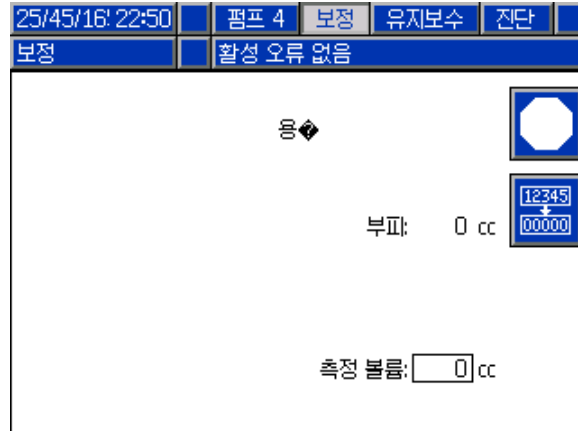 25/45/16! 22:50 펌프 4 보정 유지보수 진단
보정 활성 오류 없음
용�
12345
부피: 0 cc
00000
측정 볼륨: 0 cc